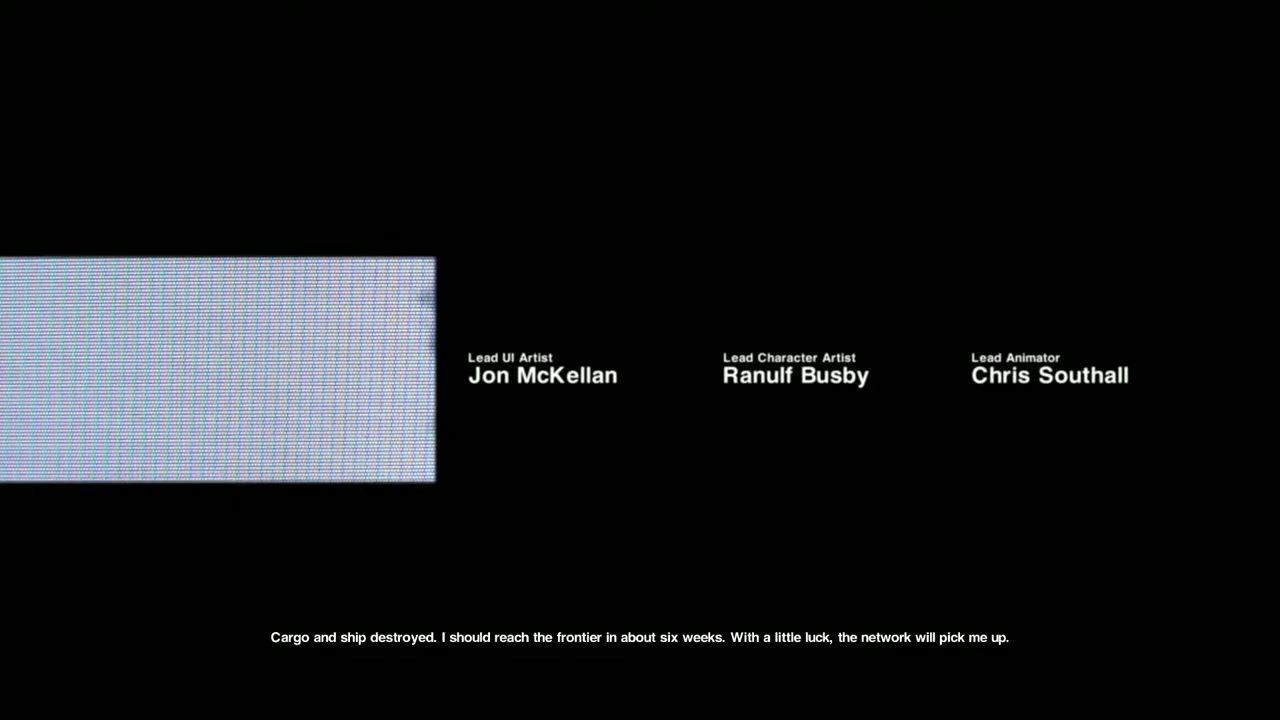 Lead UI Artist
Jon McKellan
Lead Character Artist
Ranulf Busby
Lead Animator
Chris Southall
Cargo and ship destroyed. I should reach the frontier in about six weeks. With a little luck, the network will pick me up.